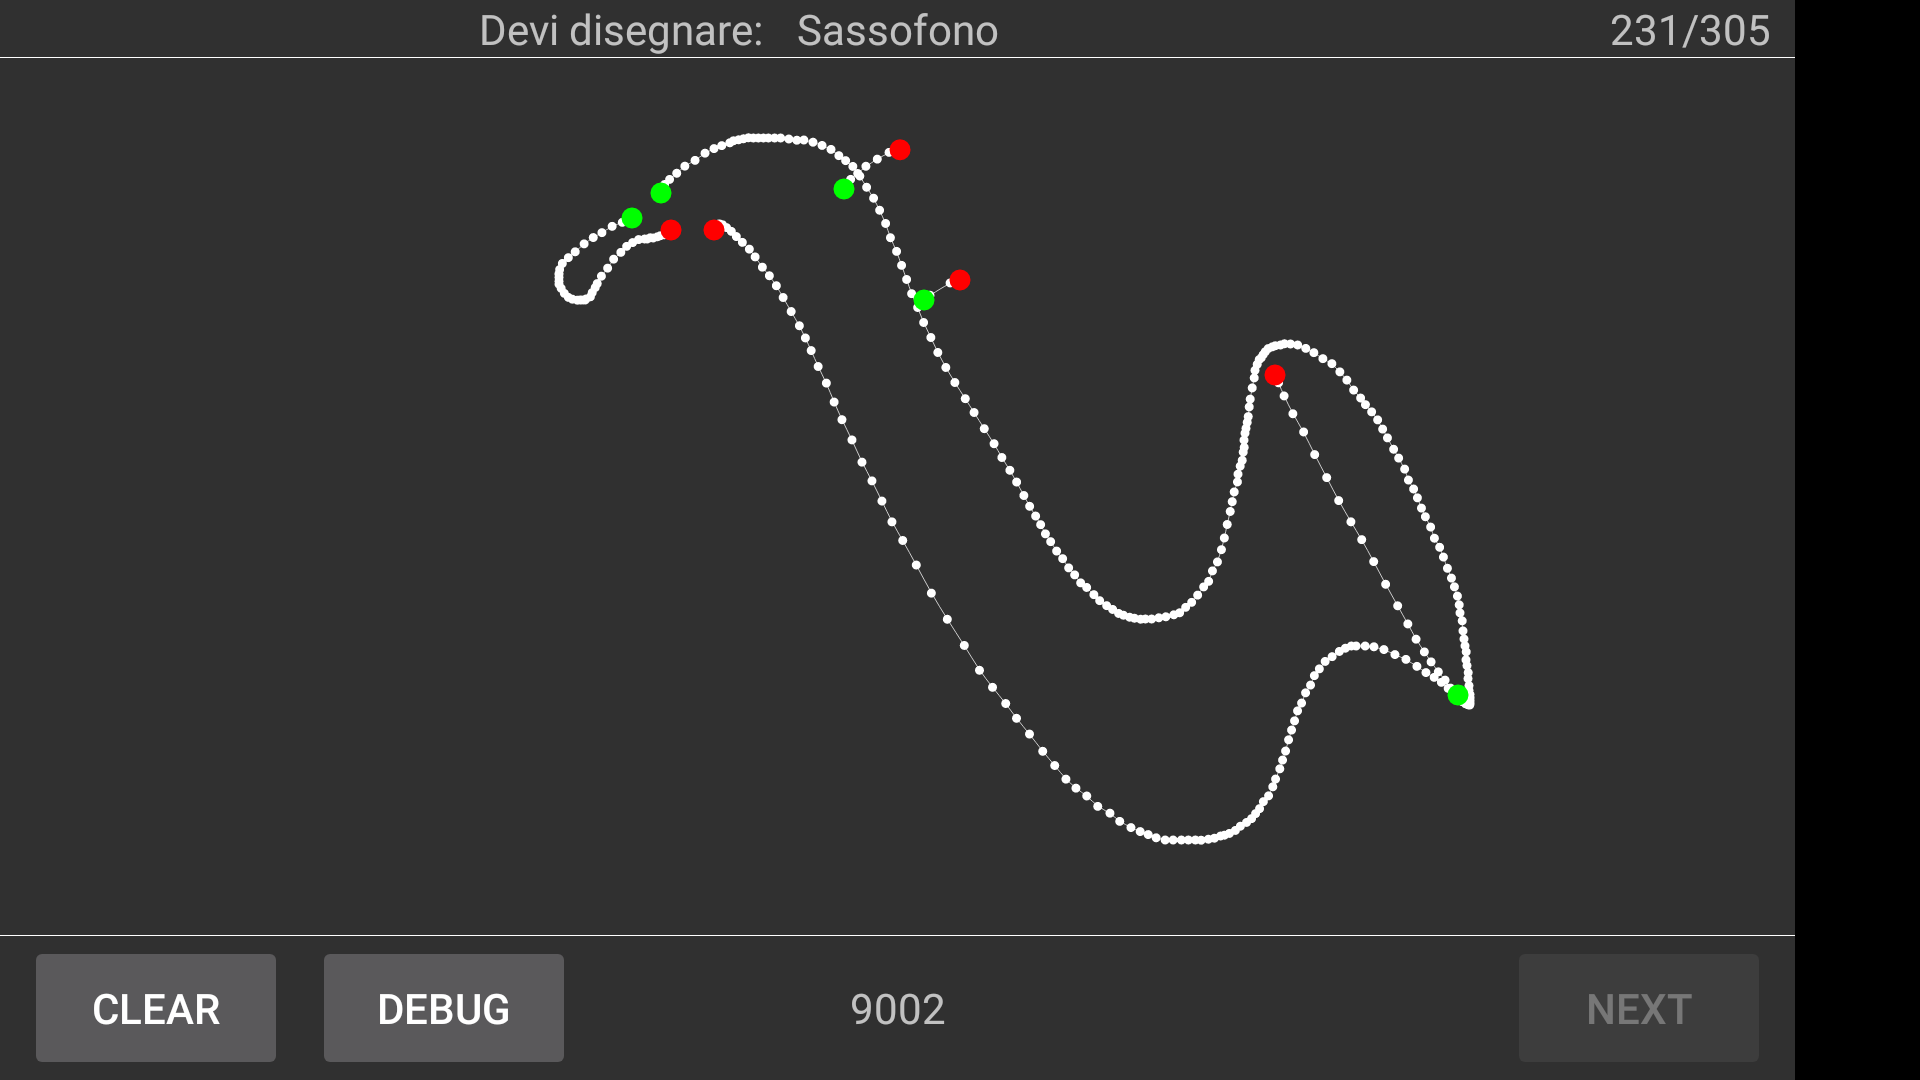 Devi disegnare: Sassofono
231/305
CLEAR
DEBUG
9002
NEXT